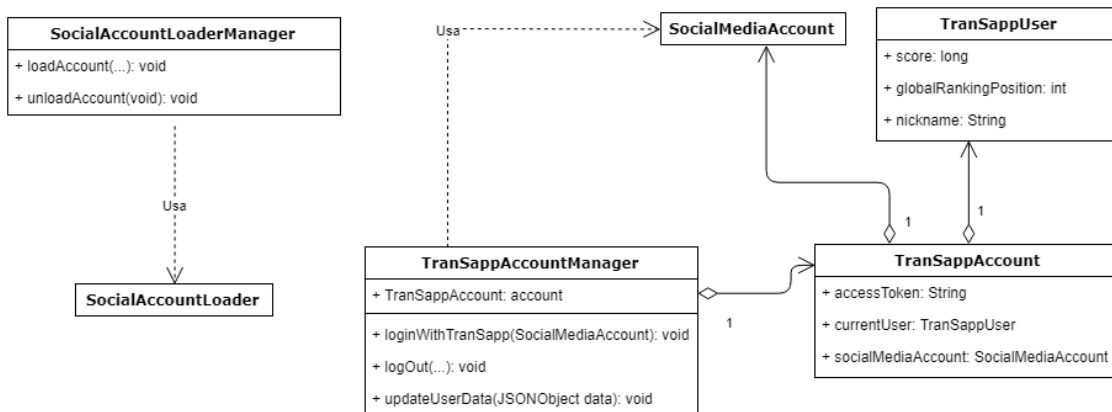 SocialAccountLoaderManager
+ loadAccount(...): void
+ unloadAccount(void): void
Usa
SocialAccountLoader
Usa
SocialMediaAccount
TranSappUser
+ score: long
+ globalRankingPosition: int
+ nickname: String
1
1
TranSappAccountManager
+ TranSappAccount: account
+ loginWithTranSapp(SocialMediaAccount): void
+ logOut(...): void
+ updateUserData(JSONObject data): void
1
TranSappAccount
+ accessToken: String
+ currentUser: TranSappUser
+ socialMediaAccount: SocialMediaAccount